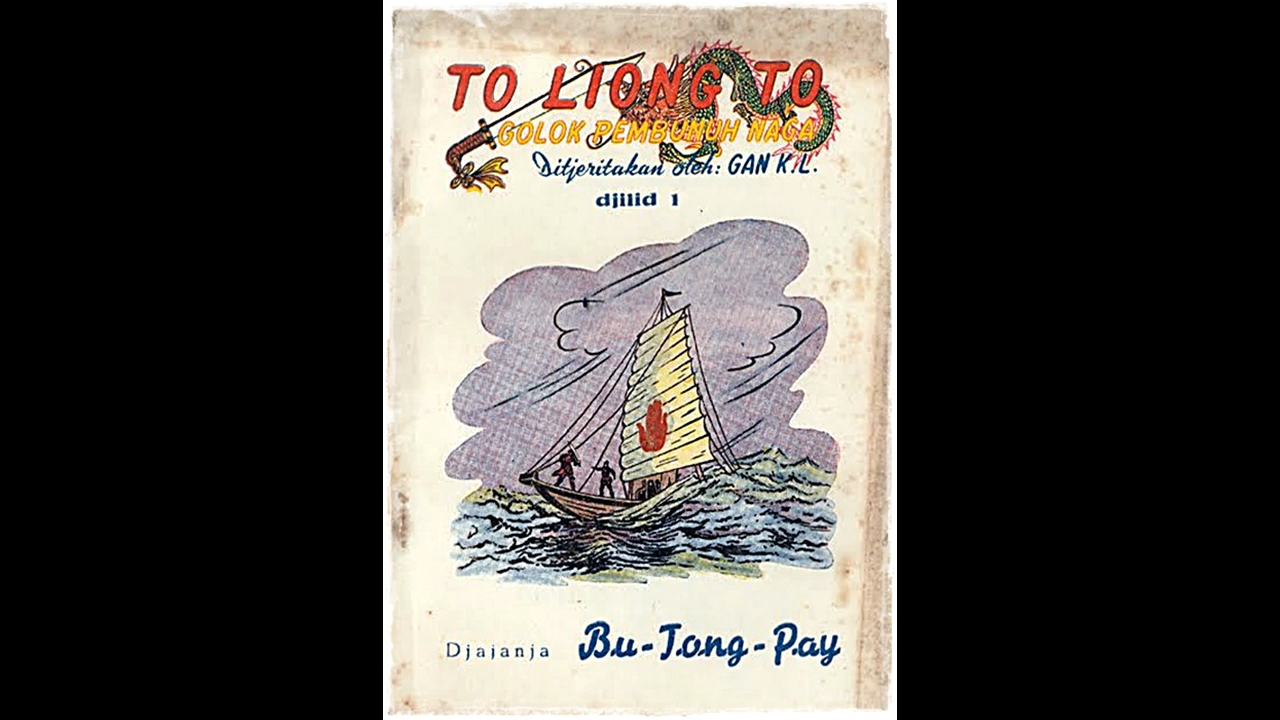 TO LIONG TO
GOLOK PEMBUNUH NAGA
Ditjeritakan oleh: GAN K.L.
djilid 1
Djajanja Bu-Tong-Pay